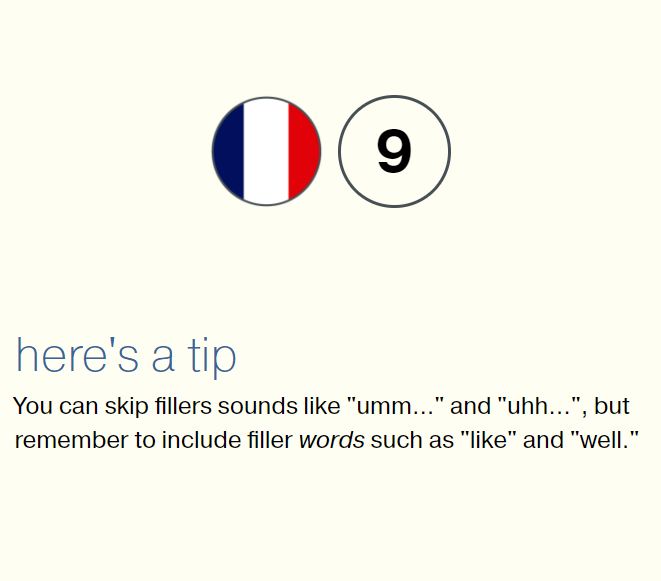 9
here's a tip
You can skip fillers sounds like "umm..." and "uhh...", but
remember to include filler words such as "like" and "well."